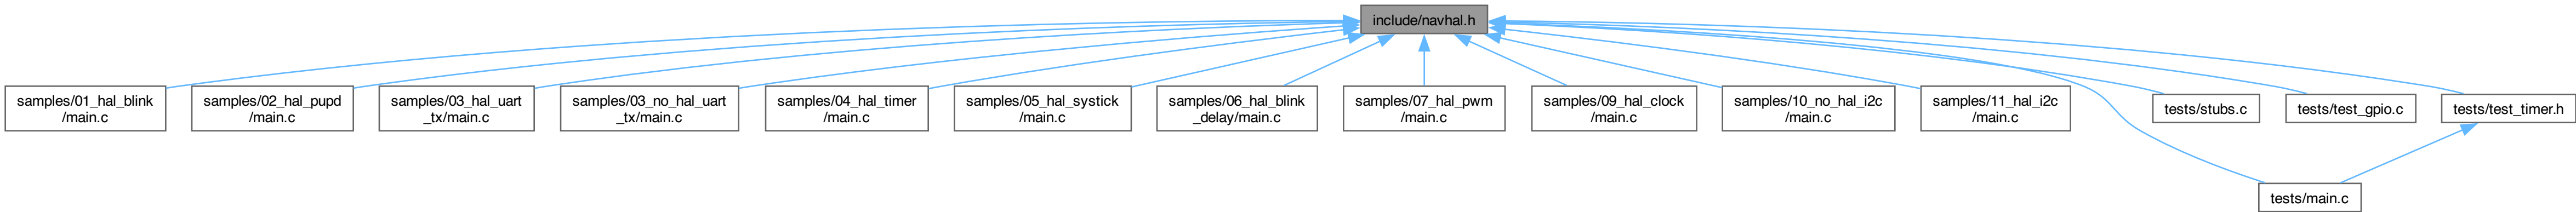 include/navhal.h
samples/01_hal_blink
/main.c
samples/02_hal_pupd
/main.c
samples/03_hal_uart
_tx/main.c
samples/03_no_hal_uart
_tx/main.c
samples/04_hal_timer
/main.c
samples/05_hal_systick
/main.c
samples/06_hal_blink
_delay/main.c
samples/07_hal_pwm
/main.c
samples/09_hal_clock
/main.c
samples/10_no_hal_i2c
/main.c
samples/11_hal_i2c
/main.c
tests/stubs.c
tests/test_gpio.c
tests/test_timer.h
tests/main.c